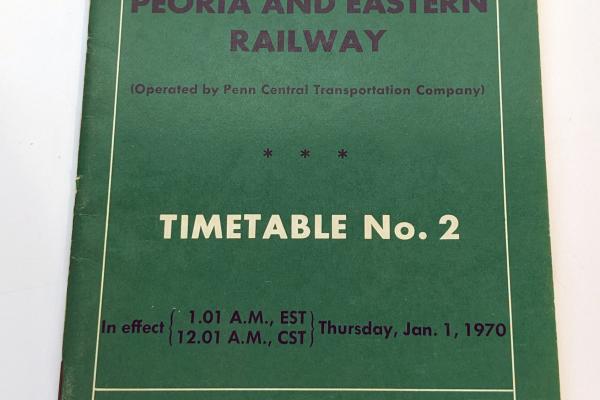 PEORIA AND EASTERN
RAILWAY
(Operated by Penn Central Transportation Company)
* * *
TIMETABLE No. 2
In effect { 1.01 A.M., EST } Thursday, Jan. 1, 1970
12.01 A.M., CST